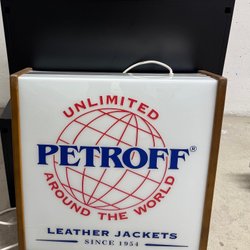 UNLIMITED
PETROFF®
AROUND THE WORLD
LEATHER JACKETS
SINCE 1954